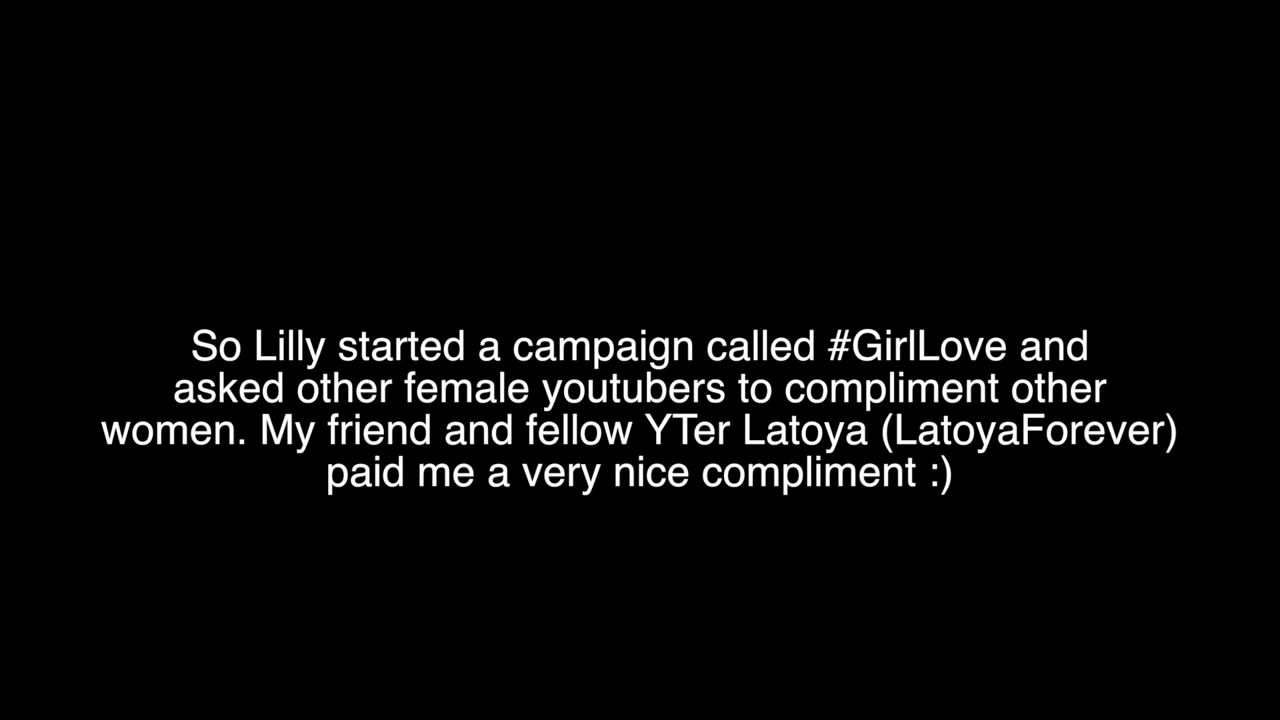 So Lilly started a campaign called #GirlLove and
asked other female youtubers to compliment other
women. My friend and fellow YTer Latoya (LatoyaForever)
paid me a very nice compliment :)